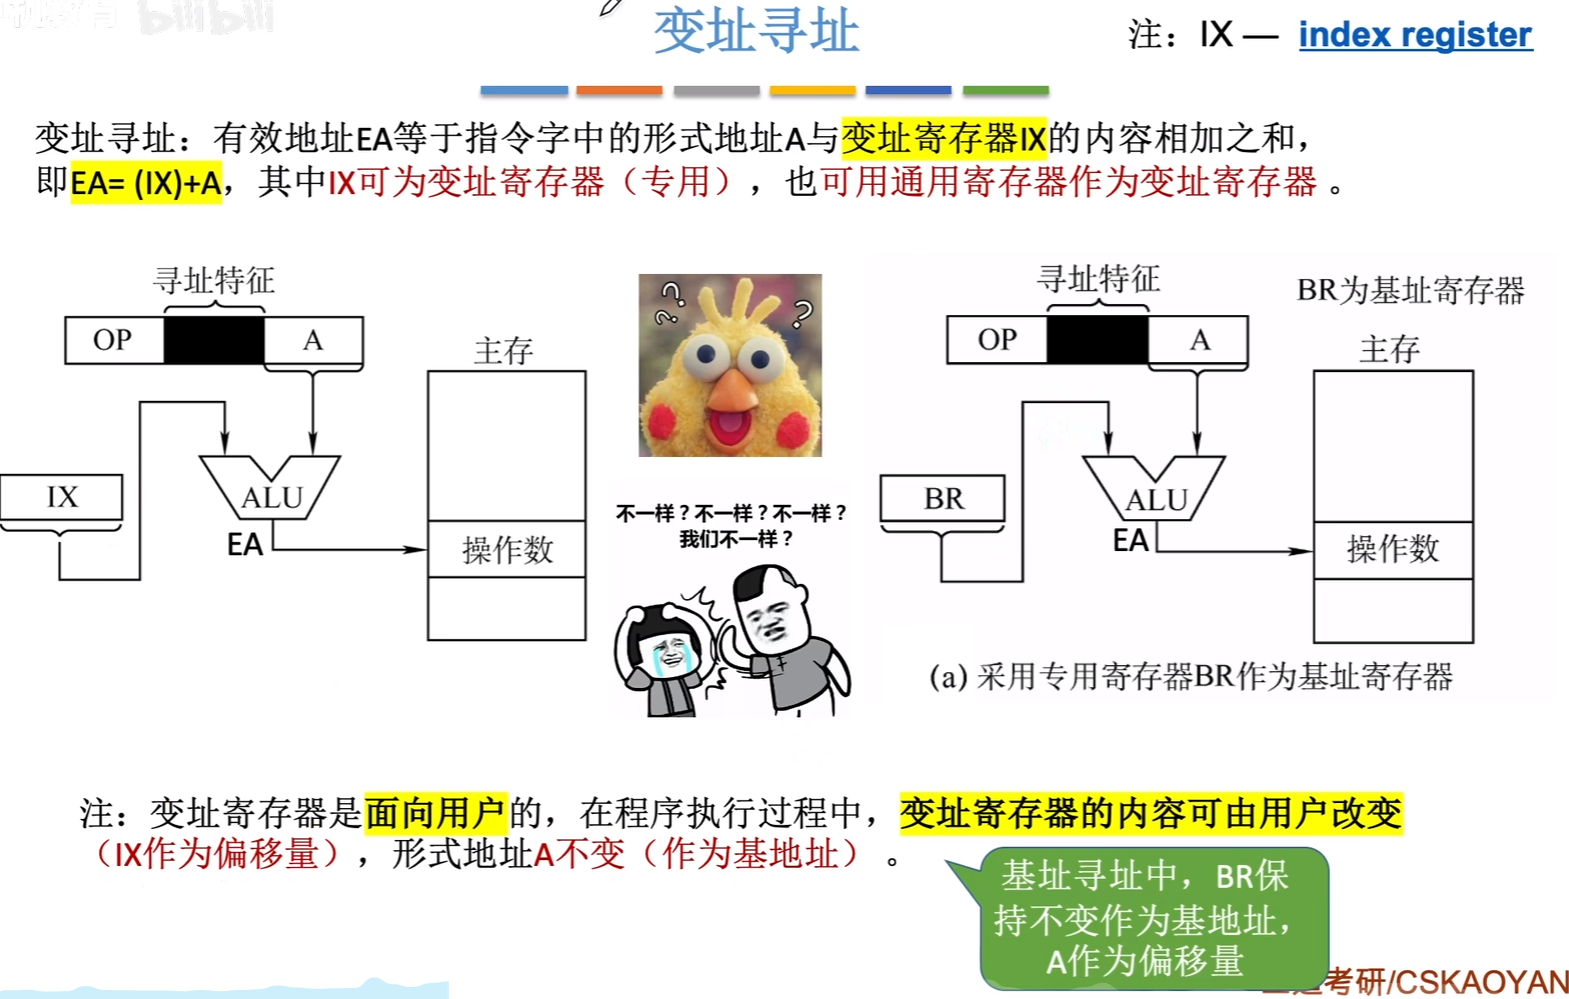 bilibili
变址寻址
注：IX — index register
变址寻址：有效地址EA等于指令字中的形式地址A与变址寄存器IX的内容相加之和，
即EA= (IX)+A，其中IX可为变址寄存器（专用），也可用通用寄存器作为变址寄存器 。
寻址特征
OP
A
主存
IX
ALU
EA
操作数
不一样？不一样？不一样？
我们不一样？
寻址特征
BR为基址寄存器
OP
A
主存
BR
ALU
EA
操作数
(a) 采用专用寄存器BR作为基址寄存器
注：变址寄存器是面向用户的，在程序执行过程中，变址寄存器的内容可由用户改变
（IX作为偏移量），形式地址A不变（作为基地址） 。
基址寻址中，BR保
持不变作为基地址，
A作为偏移量
考研/CSKAOYAN